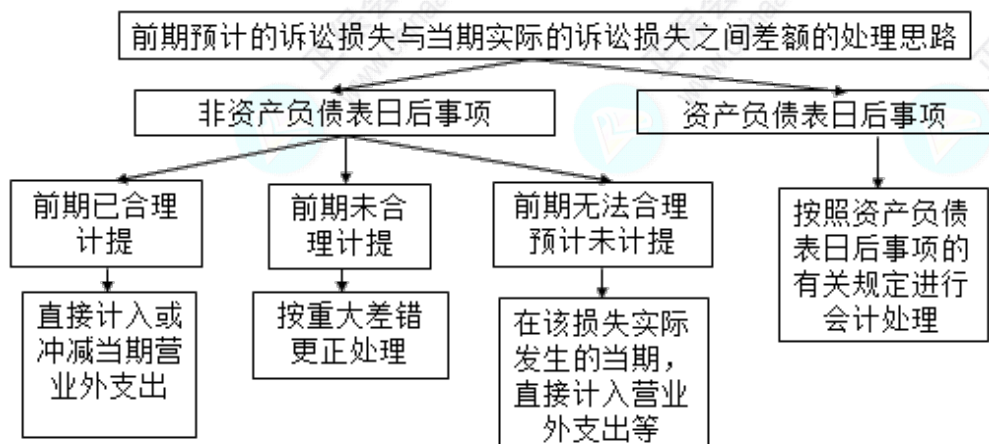 前期预计的诉讼损失与当期实际的诉讼损失之间差额的处理思路
非资产负债表日后事项
资产负债表日后事项
前期已合理
计提
前期未合
理计提
前期无法合理
预计未计提
按照资产负债
表日后事项的
有关规定进行
会计处理
直接计入或
冲减当期营
业外支出
按重大差错
更正处理
在该损失实际
发生的当期，
直接计入营业
外支出等